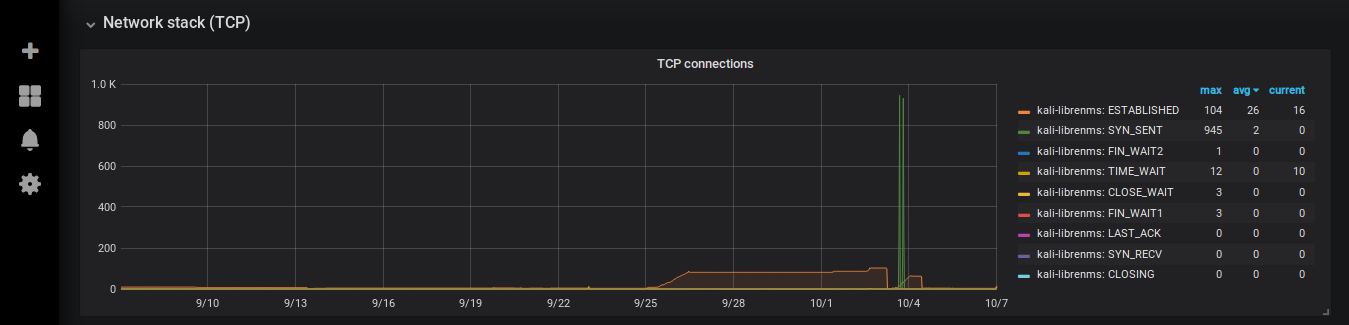 Network stack (TCP)
TCP connections
1.0 K
800
600
400
200
0
9/10 9/13 9/16 9/19 9/22 9/25 9/28 10/1 10/4 10/7
max avg current
kali-librenms: ESTABLISHED 104 26 16
kali-librenms: SYN_SENT 945 2 0
kali-librenms: FIN_WAIT2 1 0 0
kali-librenms: TIME_WAIT 12 0 10
kali-librenms: CLOSE_WAIT 3 0 0
kali-librenms: FIN_WAIT1 3 0 0
kali-librenms: LAST_ACK 0 0 0
kali-librenms: SYN_RECV 0 0 0
kali-librenms: CLOSING 0 0 0